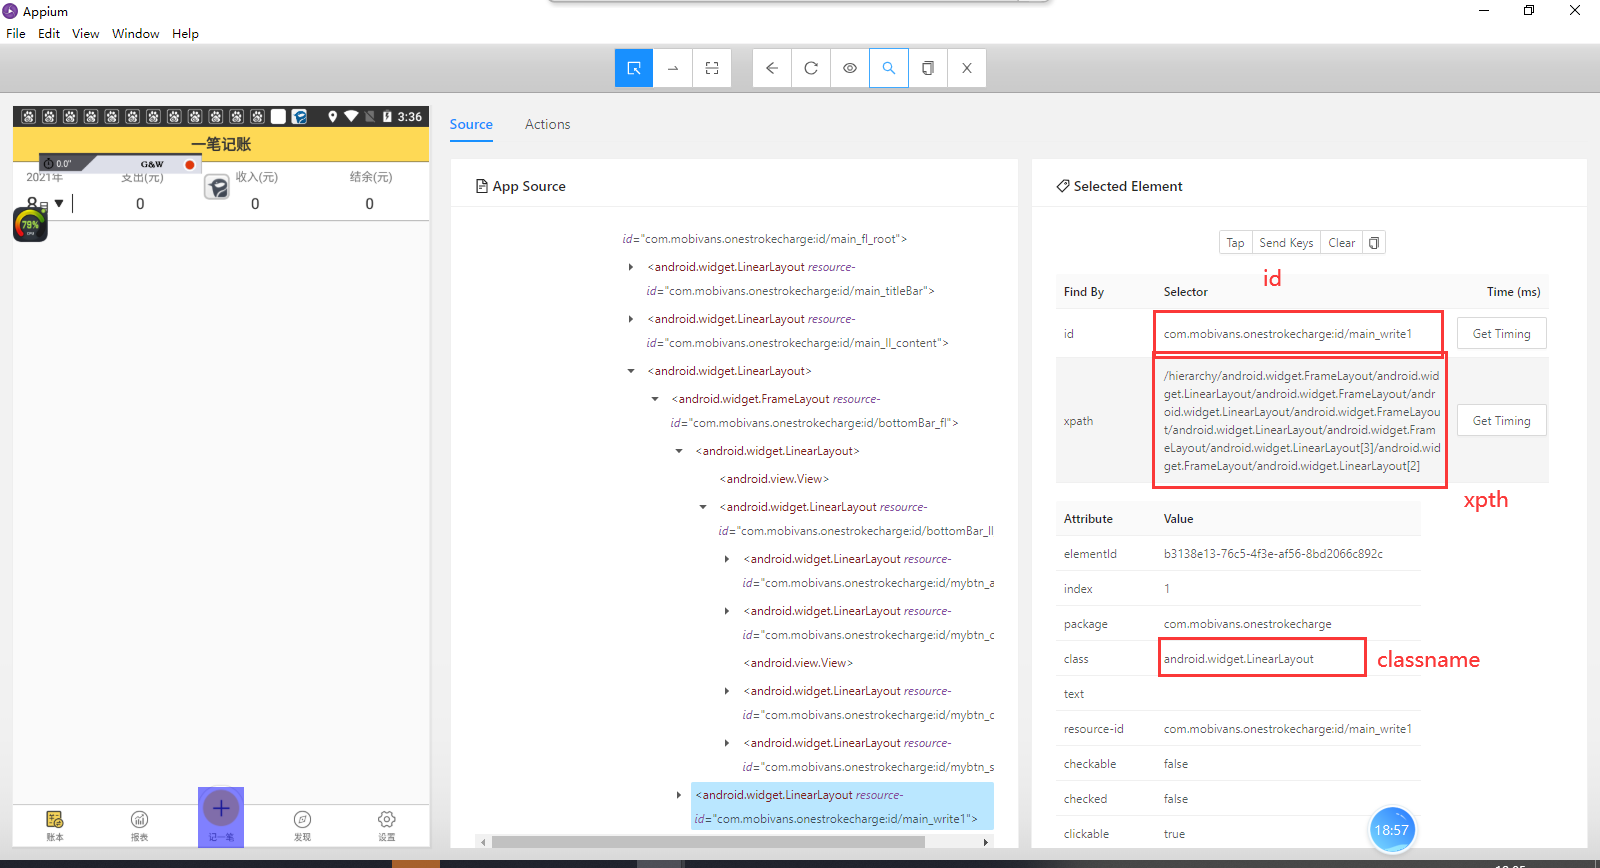 Appium
File Edit View Window Help
3:36
一笔记账
0.0" G&W
2021年 支出(元) 收入(元) 结余(元)
8月 0 0 0
79%
账本 报表 记一笔 发现 设置
Source Actions
App Source
id="com.mobivans.onestrokecharge:id/main_fl_root">
<android.widget.LinearLayout resource-
id="com.mobivans.onestrokecharge:id/main_titleBar">
<android.widget.LinearLayout resource-
id="com.mobivans.onestrokecharge:id/main_ll_content">
<android.widget.LinearLayout>
<android.widget.FrameLayout resource-
id="com.mobivans.onestrokecharge:id/bottomBar_fl">
<android.widget.LinearLayout>
<android.view.View>
<android.widget.LinearLayout resource-
id="com.mobivans.onestrokecharge:id/bottomBar_ll
<android.widget.LinearLayout resource-
id="com.mobivans.onestrokecharge:id/mybtn_a
<android.widget.LinearLayout resource-
id="com.mobivans.onestrokecharge:id/mybtn_c
<android.view.View>
<android.widget.LinearLayout resource-
id="com.mobivans.onestrokecharge:id/mybtn_c
<android.widget.LinearLayout resource-
id="com.mobivans.onestrokecharge:id/mybtn_s
<android.widget.LinearLayout resource-
id="com.mobivans.onestrokecharge:id/main_write1">
Selected Element
Tap Send Keys Clear
id
Find By Selector Time (ms)
id com.mobivans.onestrokecharge:id/main_write1 Get Timing
/hierarchy/android.widget.FrameLayout/android.wid
get.LinearLayout/android.widget.FrameLayout/andr
oid.widget.LinearLayout/android.widget.FrameLayou
xpath t/android.widget.LinearLayout/android.widget.Fram Get Timing
eLayout/android.widget.LinearLayout[3]/android.wid
get.FrameLayout/android.widget.LinearLayout[2]
xpth
Attribute Value
elementId b3138e13-76c5-4f3e-af56-8bd2066c892c
index 1
package com.mobivans.onestrokecharge
class android.widget.LinearLayout classname
text
resource-id com.mobivans.onestrokecharge:id/main_write1
checkable false
checked false
clickable true
18:57